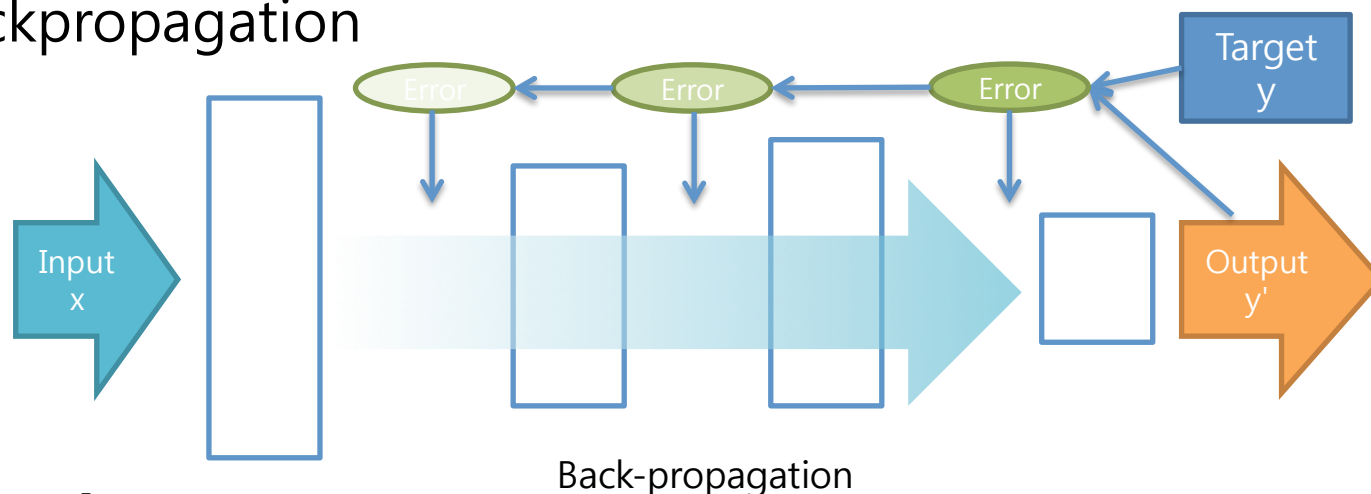 ckpropagation
Target
y
Error
Error
Error
Input
x
Output
y'
Back-propagation